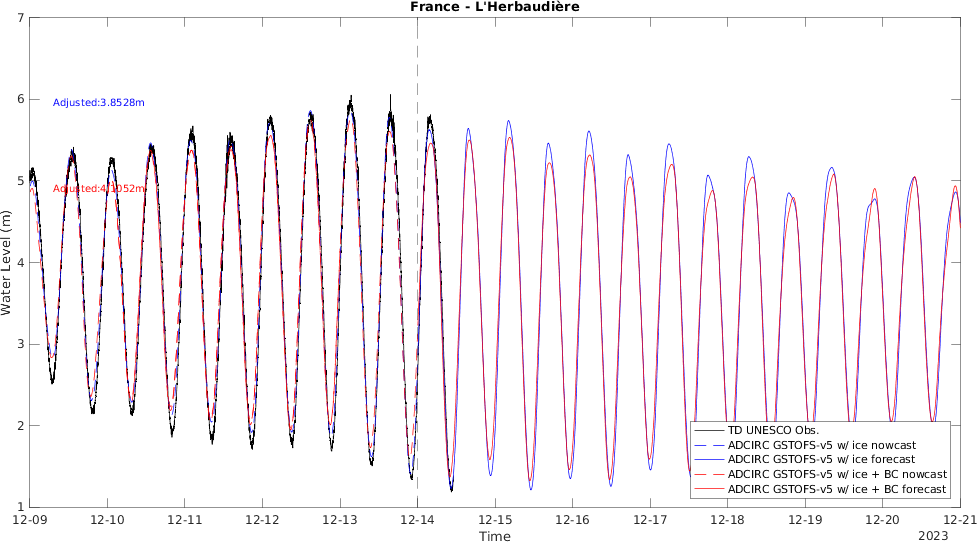 France - L'Herbaudière
7
6
5
4
3
2
1
Water Level (m)
Adjusted:3.8528m
Adjusted:4.1052m
TD UNESCO Obs.
ADCIRC GSTOFS-v5 w/ ice nowcast
ADCIRC GSTOFS-v5 w/ ice forecast
ADCIRC GSTOFS-v5 w/ ice + BC nowcast
ADCIRC GSTOFS-v5 w/ ice + BC forecast
12-09 12-10 12-11 12-12 12-13 12-14 12-15 12-16 12-17 12-18 12-19 12-20 12-21
Time
2023